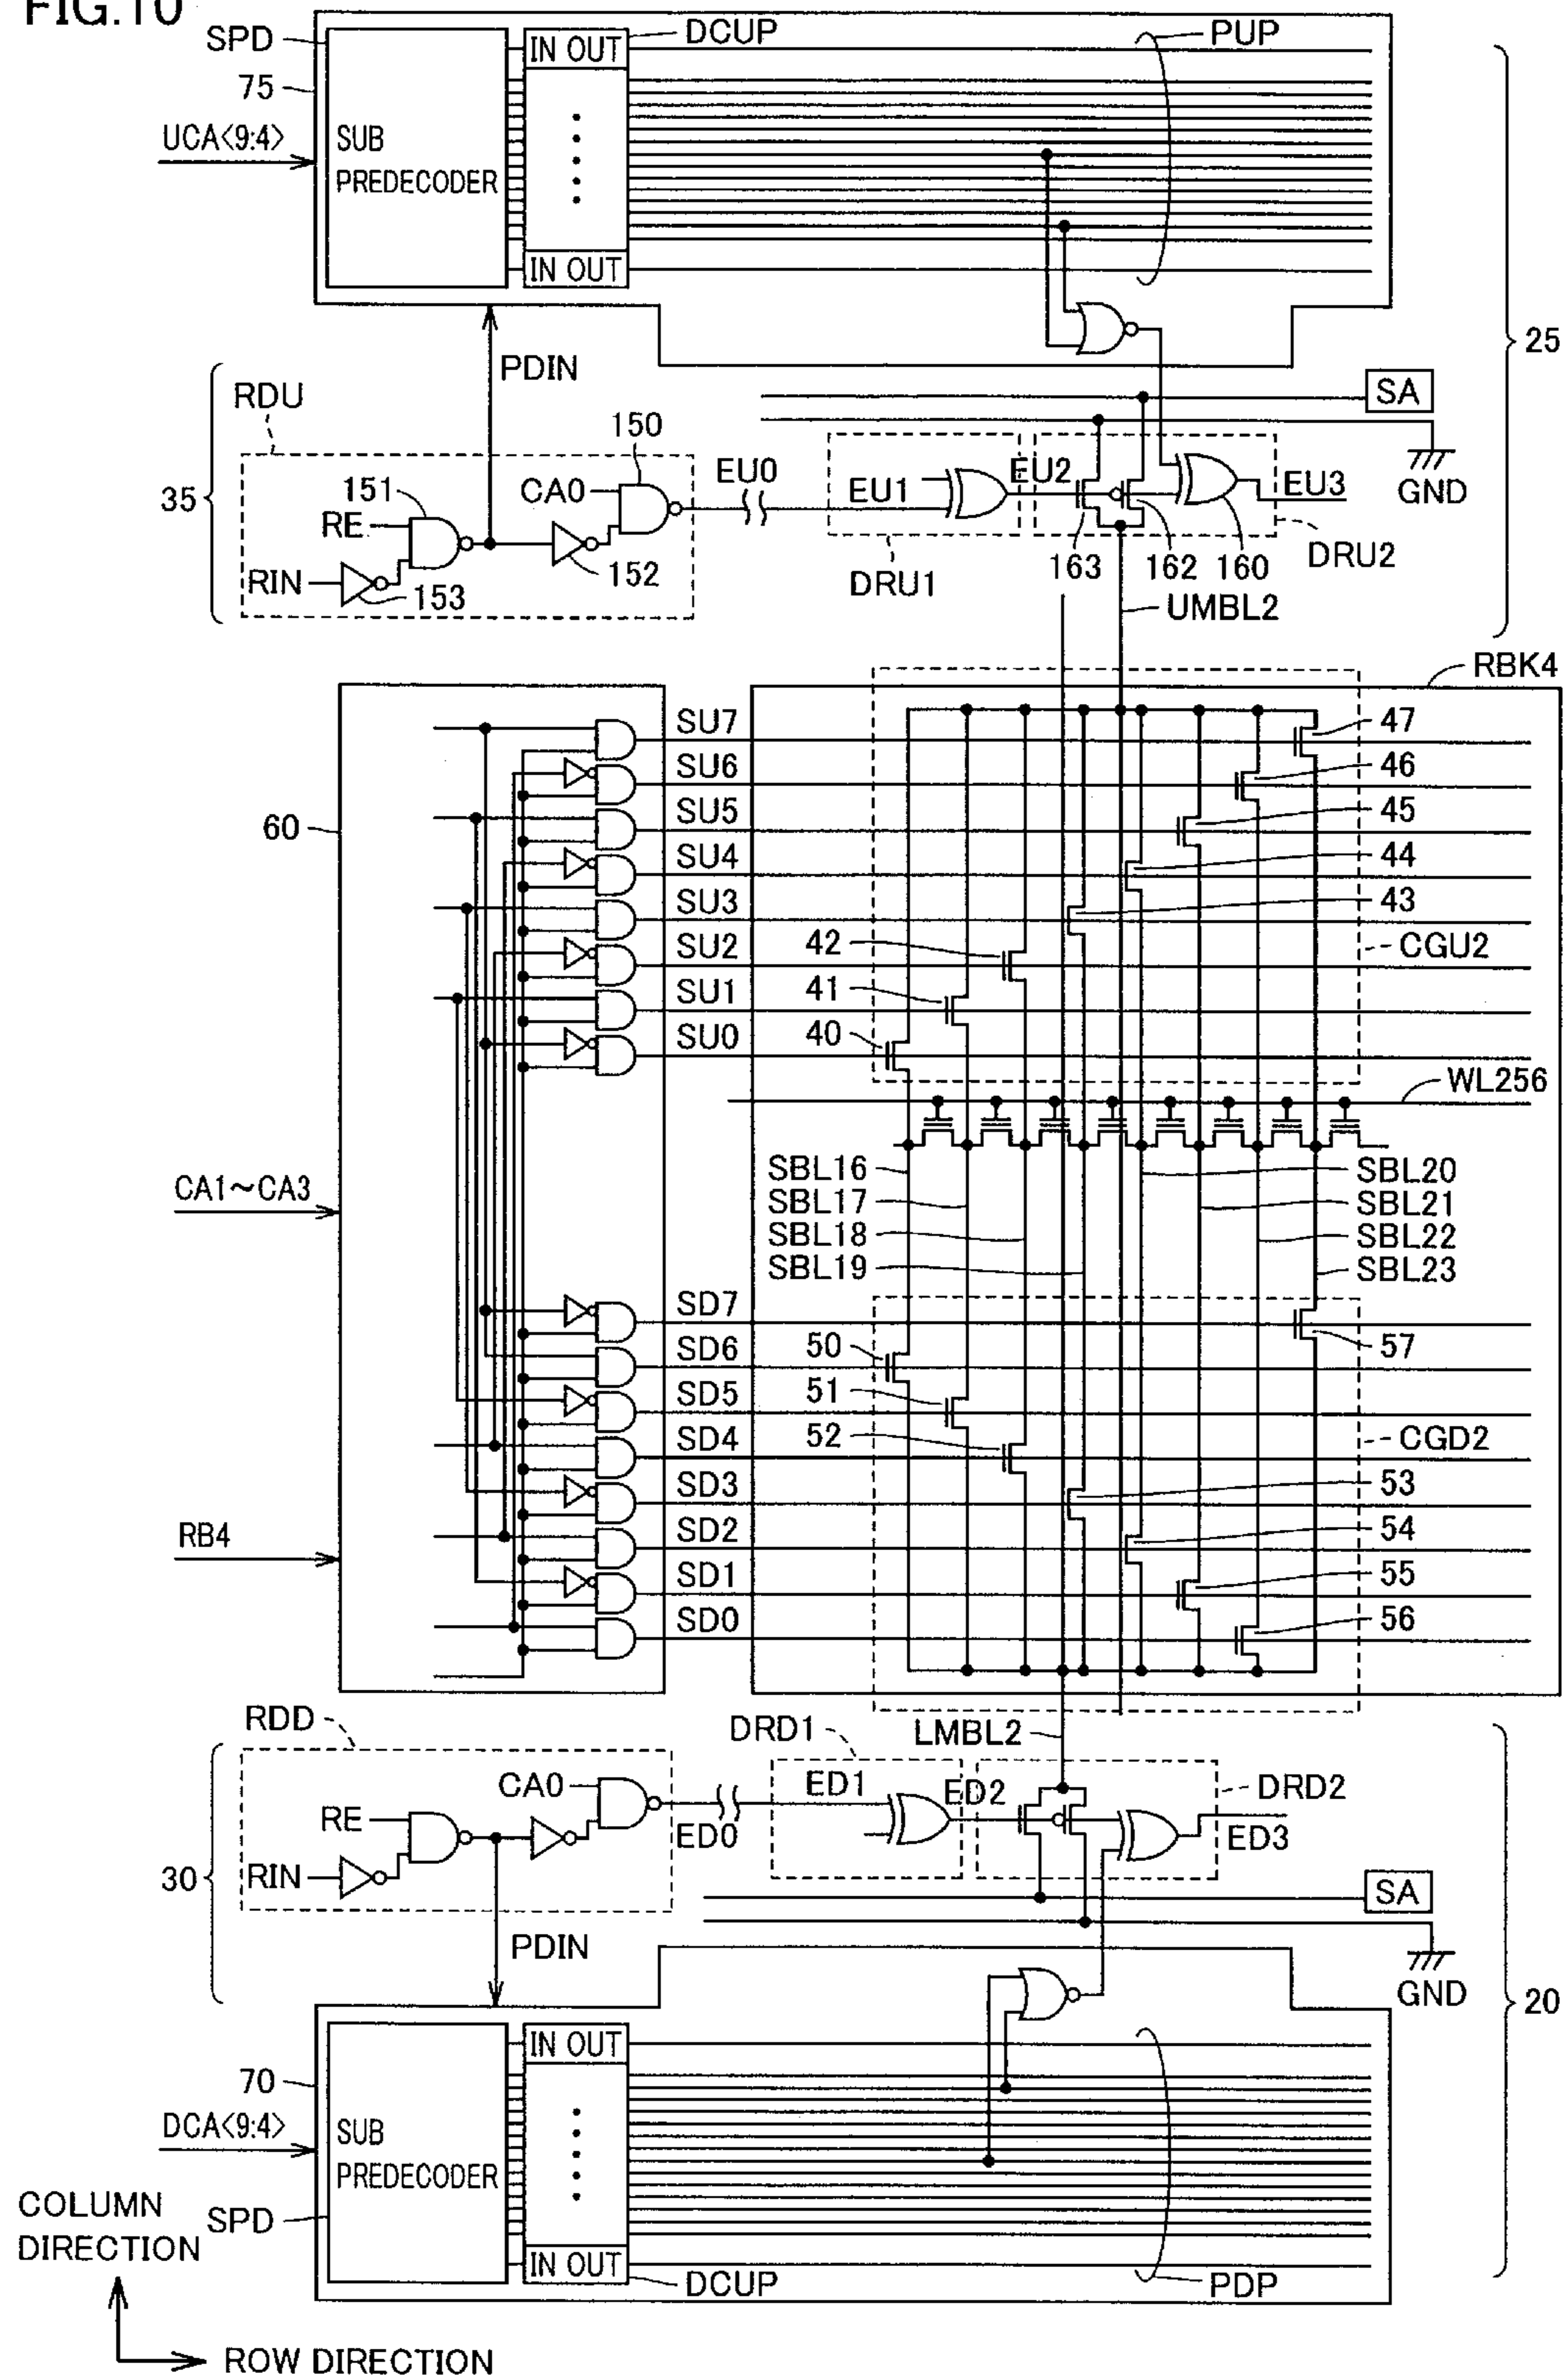 FIG.10
SPD
DCUP
PUP
IN OUT
75
UCA<9:4>
SUB
PREDECODER
IN OUT
25
PDIN
SA
35
RDU
150
151
CA0
EU0
EU1
EU2
EU3
GND
RE
RIN
152
153
DRU1
163
162
160
DRU2
UMBL2
RBK4
60
SU7
47
SU6
46
SU5
45
SU4
44
SU3
43
SU2
42
CGU2
SU1
41
SU0
40
WL256
CA1~CA3
SBL16
SBL20
SBL17
SBL21
SBL18
SBL22
SBL19
SBL23
SD7
57
SD6
50
SD5
51
SD4
52
CGD2
SD3
53
RB4
SD2
54
SD1
55
SD0
56
RDD
DRD1
LMBL2
CA0
ED1
ED2
DRD2
RE
ED0
ED3
RIN
30
SA
PDIN
GND
20
IN OUT
70
DCA<9:4>
SUB
PREDECODER
SPD
IN OUT
DCUP
PDP
COLUMN
DIRECTION
ROW DIRECTION